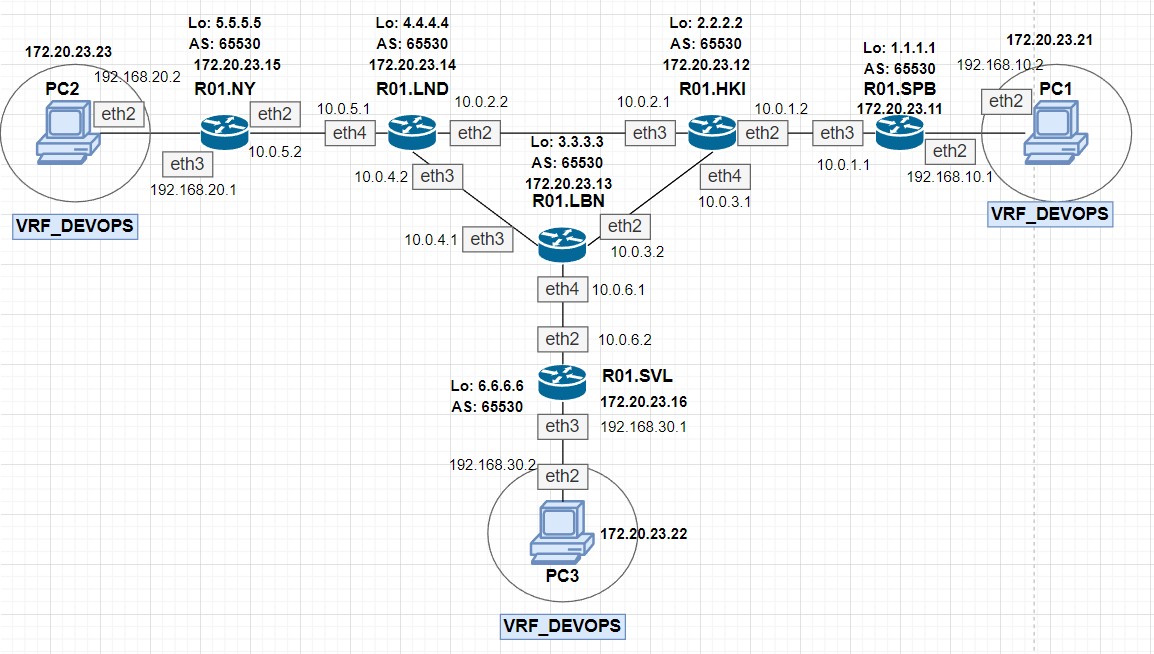 Lo: 5.5.5.5
AS: 65530
172.20.23.15
R01.NY
Lo: 4.4.4.4
AS: 65530
172.20.23.14
R01.LND
Lo: 2.2.2.2
AS: 65530
172.20.23.12
R01.HKI
Lo: 1.1.1.1
AS: 65530
R01.SPB
172.20.23.11
172.20.23.23
192.168.20.2
PC2
eth2
VRF_DEVOPS
eth2
10.0.5.2
eth3
192.168.20.1
10.0.5.1
eth4
10.0.2.2
eth2
10.0.4.2
eth3
10.0.2.1
eth3
10.0.1.2
eth2
eth4
10.0.3.1
eth3
10.0.1.1
eth2
192.168.10.1
172.20.23.21
192.168.10.2
PC1
eth2
VRF_DEVOPS
Lo: 3.3.3.3
AS: 65530
172.20.23.13
R01.LBN
eth2
10.0.3.2
10.0.4.1
eth3
eth4
10.0.6.1
eth2
10.0.6.2
Lo: 6.6.6.6
AS: 65530
R01.SVL
172.20.23.16
eth3
192.168.30.1
192.168.30.2
eth2
172.20.23.22
PC3
VRF_DEVOPS